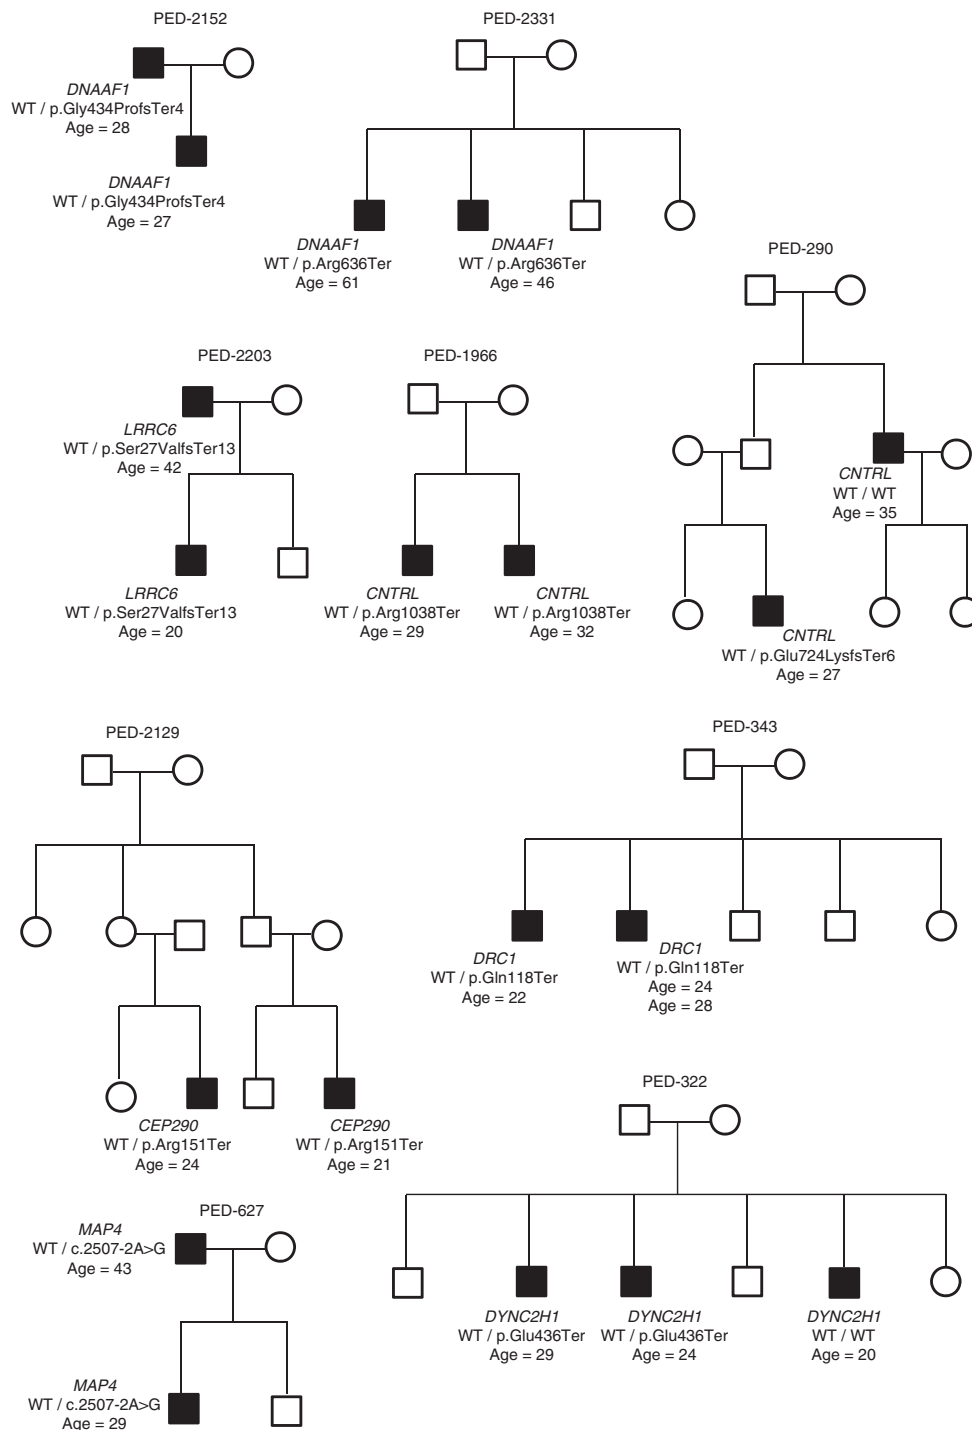 PED-2152
DNAAF1
WT / p.Gly434ProfsTer4
Age = 28
DNAAF1
WT / p.Gly434ProfsTer4
Age = 27
PED-2331
DNAAF1
WT / p.Arg636Ter
Age = 61
DNAAF1
WT / p.Arg636Ter
Age = 46
PED-290
CNTRL
WT / WT
Age = 35
CNTRL
WT / p.Glu724LysfsTer6
Age = 27
PED-2203
LRRC6
WT / p.Ser27ValfsTer13
Age = 42
LRRC6
WT / p.Ser27ValfsTer13
Age = 20
PED-1966
CNTRL
WT / p.Arg1038Ter
Age = 29
CNTRL
WT / p.Arg1038Ter
Age = 32
PED-2129
CEP290
WT / p.Arg151Ter
Age = 24
CEP290
WT / p.Arg151Ter
Age = 21
PED-343
DRC1
WT / p.Gln118Ter
Age = 22
DRC1
WT / p.Gln118Ter
Age = 24
Age = 28
PED-627
MAP4
WT / c.2507-2A>G
Age = 43
MAP4
WT / c.2507-2A>G
Age = 29
PED-322
DYNC2H1
WT / p.Glu436Ter
Age = 29
DYNC2H1
WT / p.Glu436Ter
Age = 24
DYNC2H1
WT / WT
Age = 20